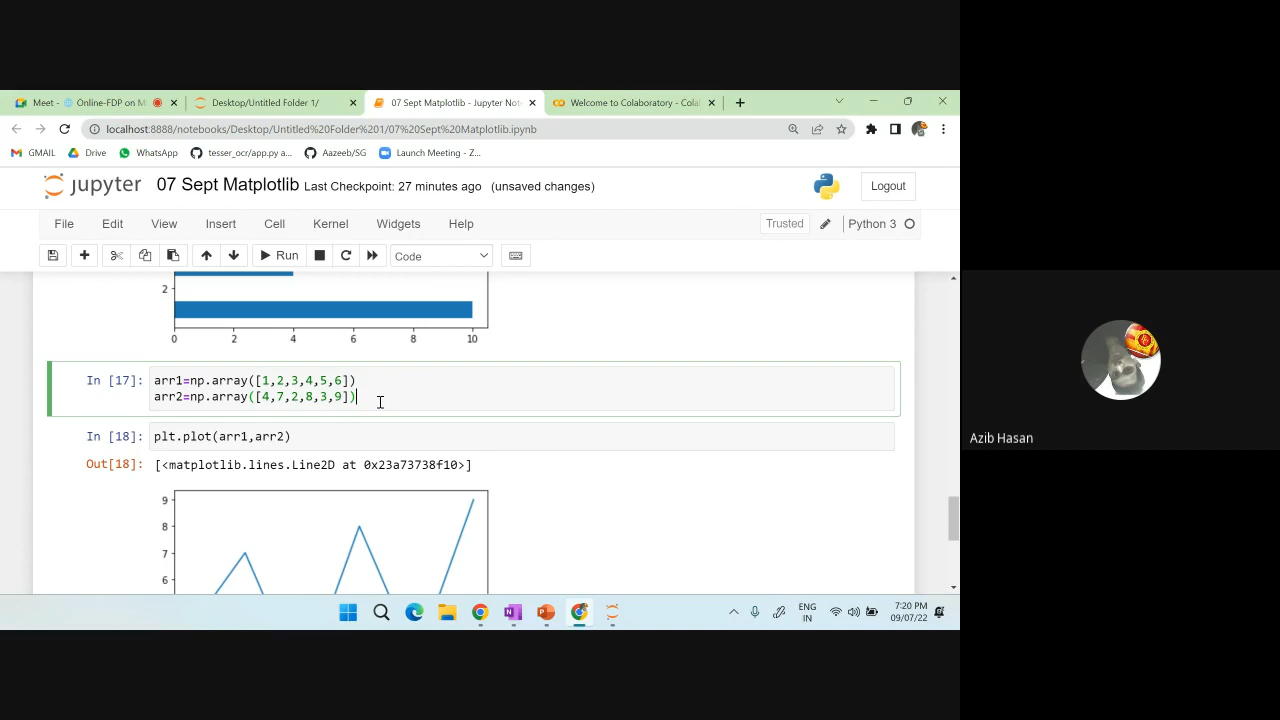 Meet - Online-FDP on M
Desktop/Untitled Folder 1/
07 Sept Matplotlib - Jupyter Not
Welcome to Colaboratory - Cola
localhost:8888/notebooks/Desktop/Untitled%20Folder%201/07%20Sept%20Matplotlib.ipynb
GMAIL
Drive
WhatsApp
tesser_ocr/app.py a...
Aazeeb/SG
Launch Meeting - Z...
jupyter
07 Sept Matplotlib Last Checkpoint: 27 minutes ago (unsaved changes)
Logout
File Edit View Insert Cell Kernel Widgets Help
Trusted
Python 3
Run
Code
2
0 2 4 6 8 10
In [17]: arr1=np.array([1,2,3,4,5,6])
arr2=np.array([4,7,2,8,3,9])
In [18]: plt.plot(arr1,arr2)
Out[18]: [<matplotlib.lines.Line2D at 0x23a73738f10>]
9
8
7
6
Azib Hasan
ENG
IN
7:20 PM
09/07/22